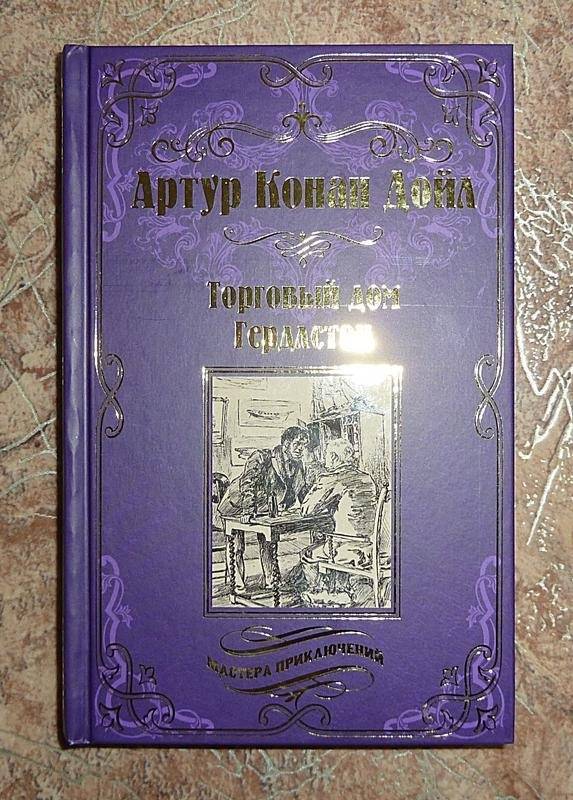 Артур Конан Дойл
Торговый дом
Гердлстон
МАСТЕРА ПРИКЛЮЧЕНИЙ